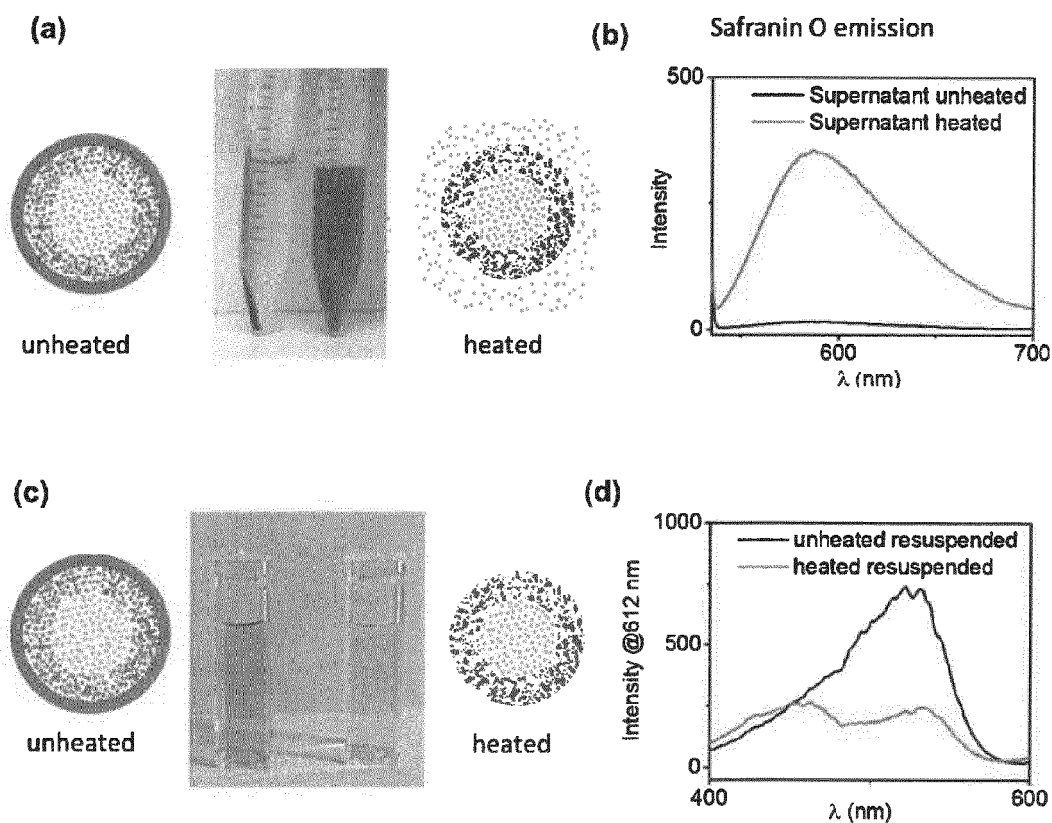 (a)
unheated
heated
(b)
Safranin O emission
500
Supernatant unheated
Supernatant heated
Intensity
0
600
700
λ (nm)
(c)
unheated
heated
(d)
1000
unheated resuspended
heated resuspended
Intensity @612 nm
500
0
400
600
λ (nm)